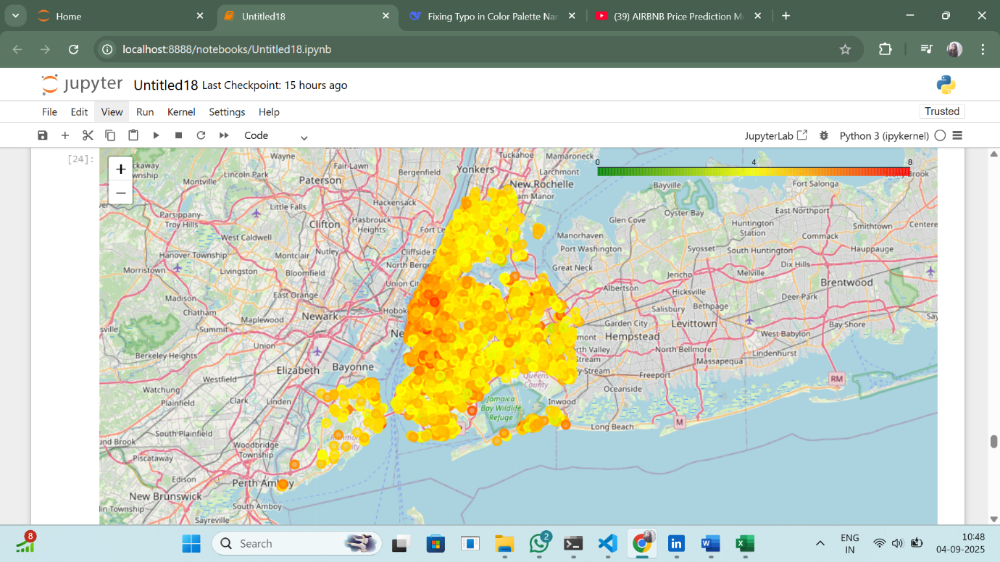 Home
Untitled18
Fixing Typo in Color Palette Nar
(39) AIRBNB Price Prediction M
localhost:8888/notebooks/Untitled18.ipynb
jupyter Untitled18 Last Checkpoint: 15 hours ago
File Edit View Run Kernel Settings Help
Trusted
Code
JupyterLab
Python 3 (ipykernel)
[24]:
+
−
0 4 8
Wayne
Fair Lawn
Tuckahoe
Mamaroneck
Yonkers
Bergenfield
Larchmont
Montville
Lincoln Park
Paterson
New Rochelle
Bayville
Fort Salonga
Hackensack
Little Falls
Oyster Bay
East Northport
Parsippany-
Troy Hills
Clifton
Hasbrouck
Heights
Fort Le
Glen Cove
Huntington
Station
Smithtown
Centere
West Caldwell
Manorhaven
Commack
Hanover Township
Montclair
Nutley
Cliffside P
Port Washington
Syosset
South Huntington
Hauppauge
Morristown
Livingston
Bloomfield
North Berge
Great Neck
Jericho
Melville
Dix Hills
Brentwood
East Orange
Union Cit
Albertson
Hicksville
Deer Park
Madison
Chatham
Maplewood
Newark
Hobok
Salisbury
Bethpage
Garden City
Levittown
Bay Shore
Say
sville
Summit
Ne
mont
Hempstead
West Babylon
Berkeley Heights
Union
rth Valley
Stream
North Bellmore
Lindenhurst
Elizabeth
Bayonne
Massapequa
y Stream
Freeport
Westfield
Queens
County
RM
Watchung
Clark
Linden
Oceanside
Plainfield
Jamaica
Bay Wildlife
Refuge
Inwood
M
Long Beach
South Plainfield
Richmond
County
und Brook
Woodbridge
Township
Piscataway
Edison
Perth Amboy
New Brunswick
South Amboy
lin Township
Sayreville
8
Search
2
ENG
IN
10:48
04-09-2025